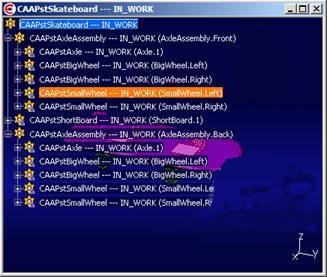 CAAPstSkateboard --- IN_WORK
CAAPstSkateboard --- IN_WORK
CAAPstAxleAssembly --- IN_WORK (AxleAssembly.Front)
CAAPstAxle --- IN_WORK (Axle.1)
CAAPstBigWheel --- IN_WORK (BigWheel.Left)
CAAPstBigWheel --- IN_WORK (BigWheel.Right)
CAAPstSmallWheel --- IN_WORK (SmallWheel.Left)
CAAPstSmallWheel --- IN_WORK (SmallWheel.Right)
CAAPstShortBoard --- IN_WORK (ShortBoard.1)
CAAPstAxleAssembly --- IN_WORK (AxleAssembly.Back)
CAAPstAxle --- IN_WORK (Axle.1)
CAAPstBigWheel --- IN_WORK (BigWheel.Left)
CAAPstBigWheel --- IN_WORK (BigWheel.Right)
CAAPstSmallWheel --- IN_WORK (SmallWheel.Le
CAAPstSmallWheel --- IN_WORK (SmallWheel.R
z
x y